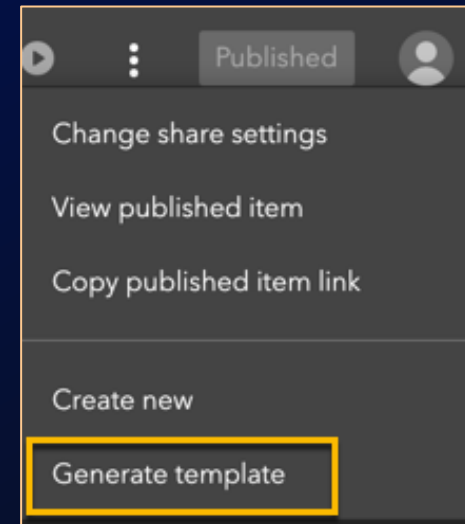 Published
Change share settings
View published item
Copy published item link
Create new
Generate template